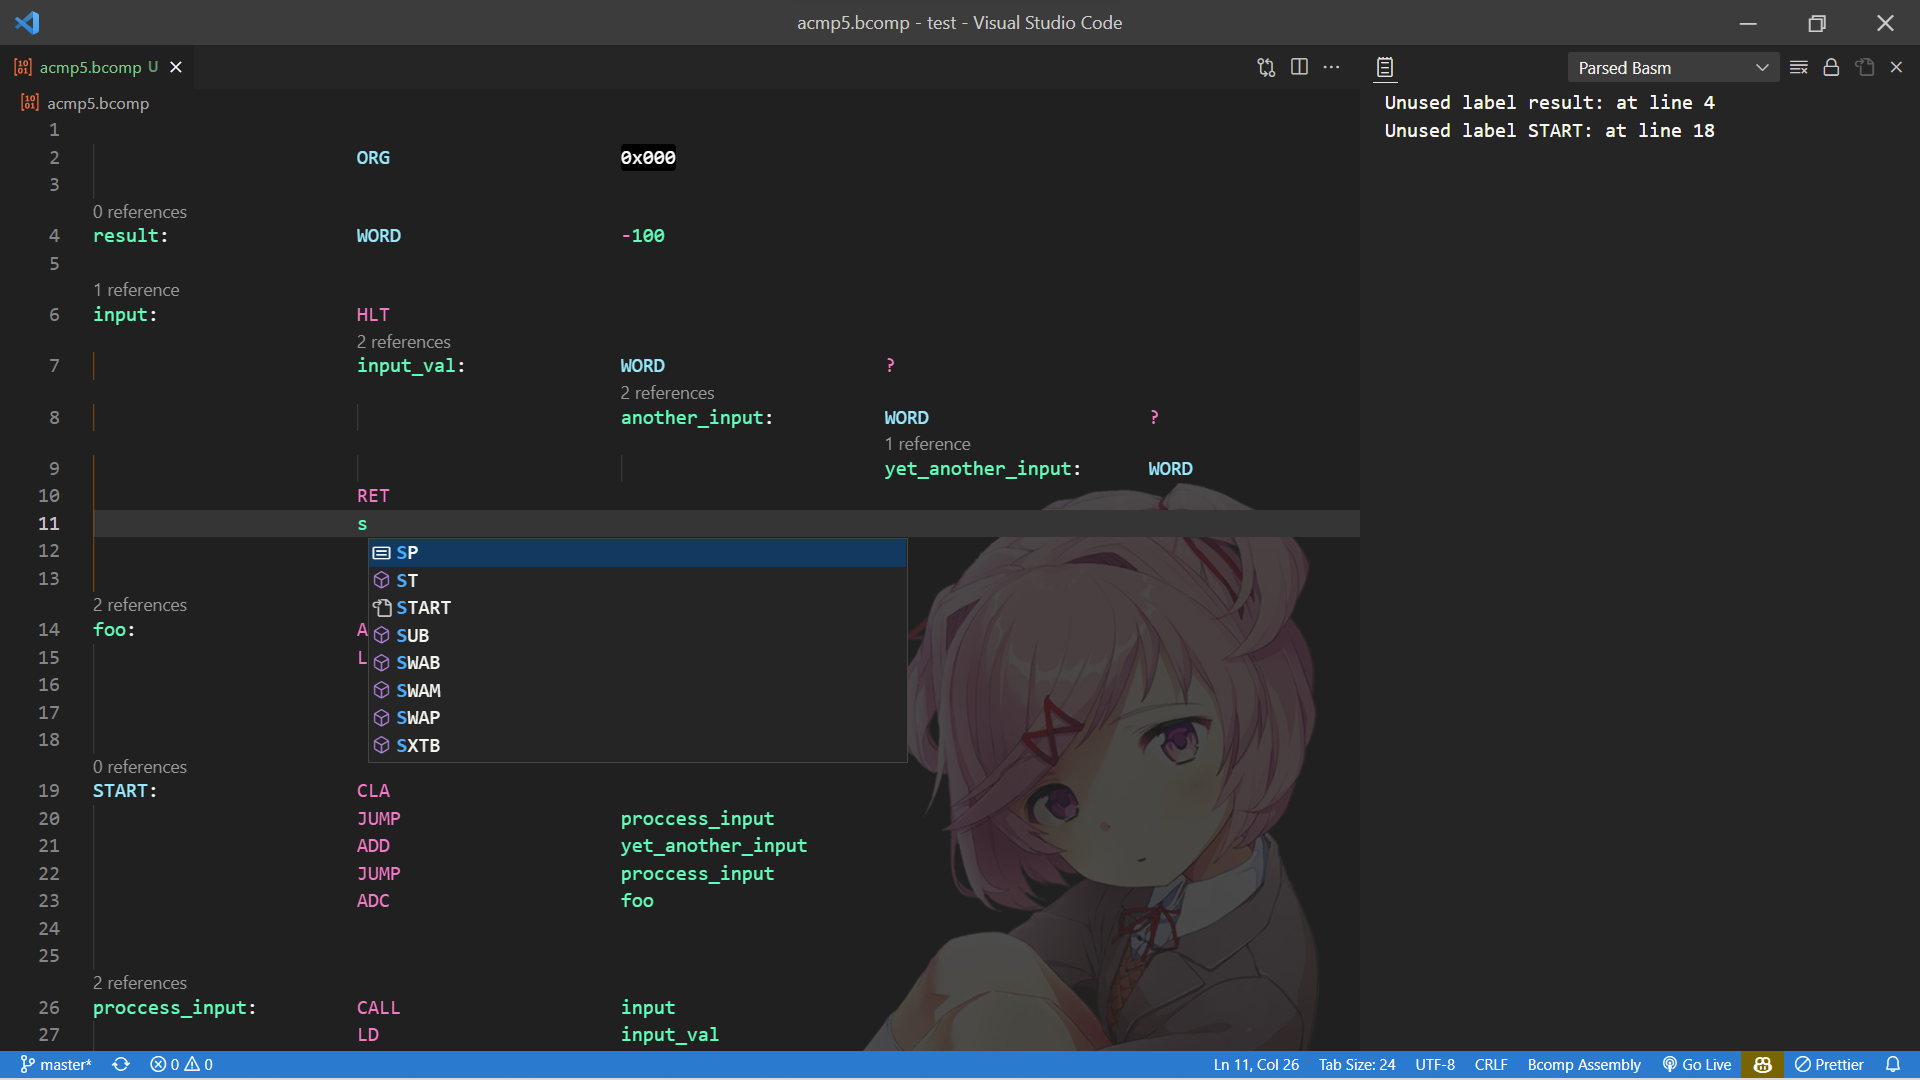 acmp5.bcomp - test - Visual Studio Code
acmp5.bcomp U
Parsed Basm
acmp5.bcomp
Unused label result: at line 4
Unused label START: at line 18
1
2 ORG 0x000
3
0 references
4 result: WORD -100
5
1 reference
6 input: HLT
2 references
7 input_val: WORD ?
2 references
8 another_input: WORD ?
1 reference
9 yet_another_input: WORD
10 RET
11 s
12 SP
13 ST
START
2 references
14 foo: A SUB
15 L SWAB
16 SWAM
17 SWAP
18 SXTB
0 references
19 START: CLA
20 JUMP proccess_input
21 ADD yet_another_input
22 JUMP proccess_input
23 ADC foo
24
25
2 references
26 proccess_input: CALL input
27 LD input_val
master* 0 0 Ln 11, Col 26 Tab Size: 24 UTF-8 CRLF Bcomp Assembly Go Live Prettier